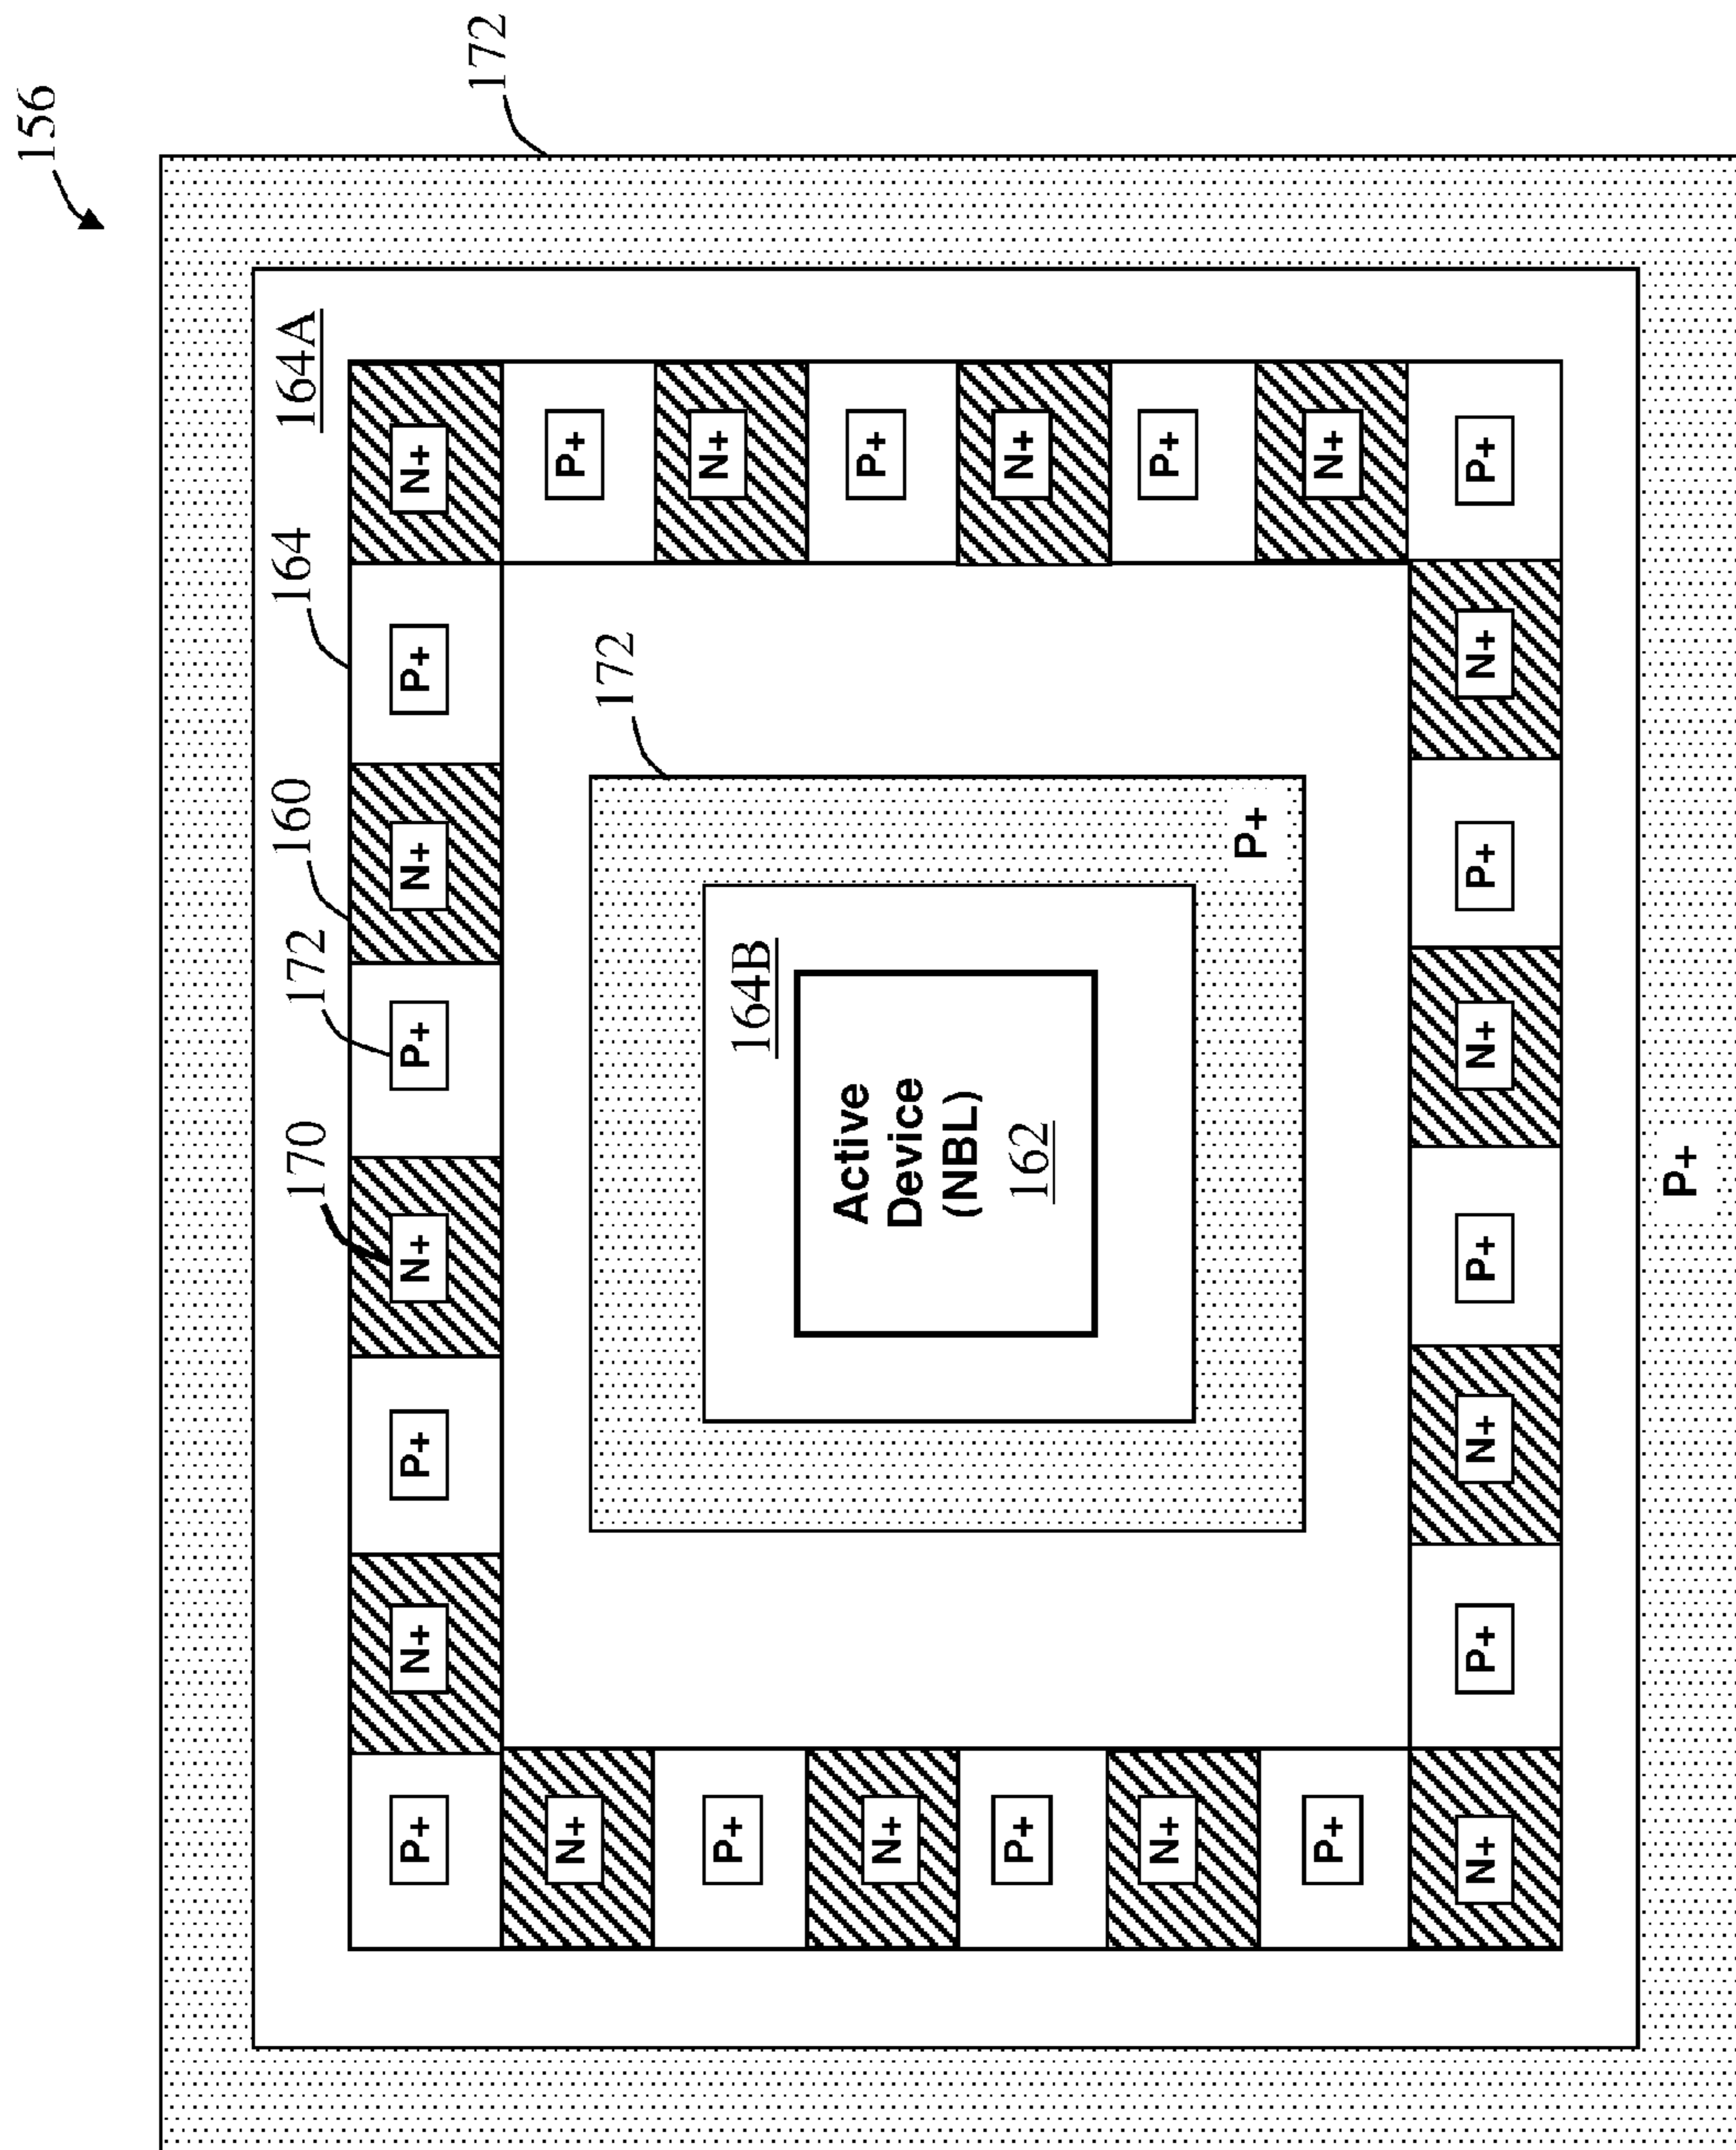 156
170 172 160 164 164A
P+ N+ P+ N+ P+ N+ P+ N+
172
N+ P+
172
P+ N+
164B
Active
N+ P+
Device
(NBL)
P+ 162 N+
N+ P+
P+
P+ N+
N+ P+ N+ P+ N+ P+ N+ P+
P+